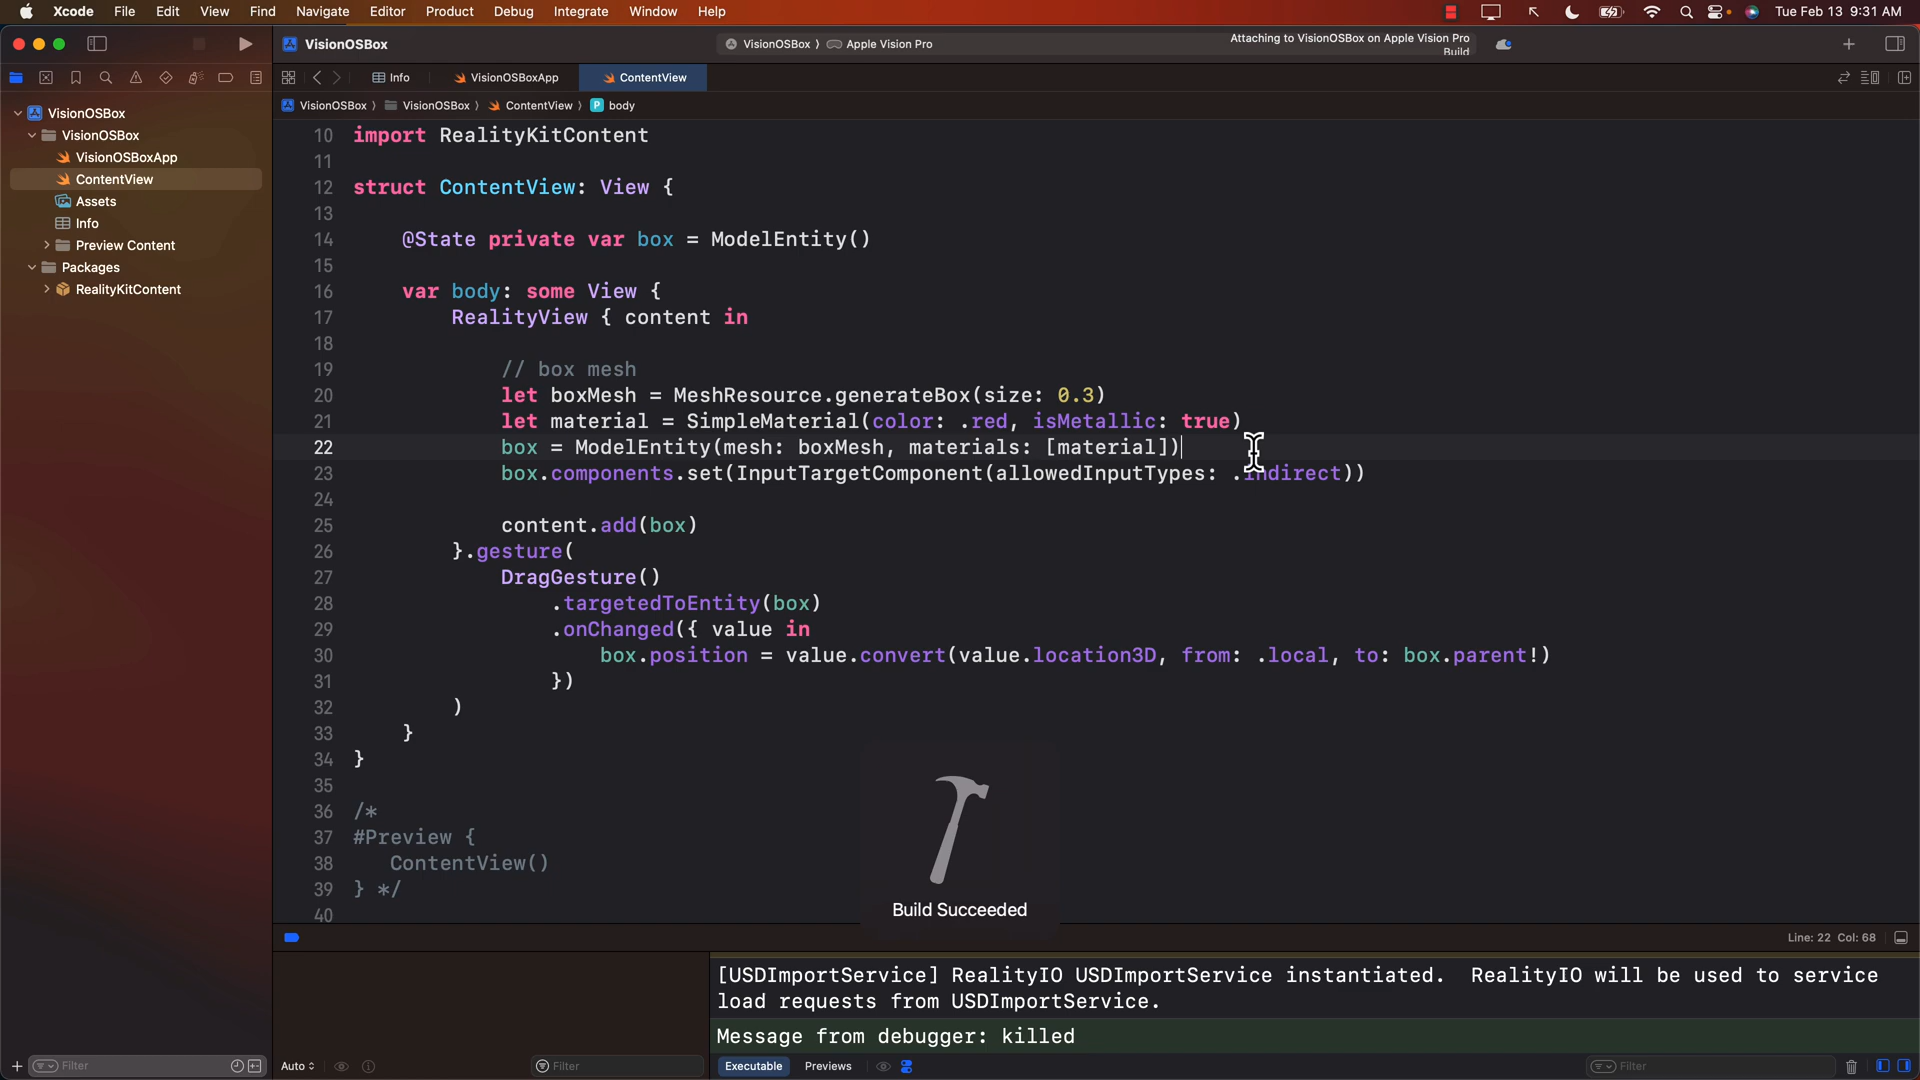 Xcode File Edit View Find Navigate Editor Product Debug Integrate Window Help Tue Feb 13 9:31 AM
VisionOSBox
VisionOSBox ⟩ Apple Vision Pro
Attaching to VisionOSBox on Apple Vision Pro
Build
Info VisionOSBoxApp ContentView
VisionOSBox ⟩ VisionOSBox ⟩ ContentView ⟩ P body
VisionOSBox
VisionOSBox
VisionOSBoxApp
ContentView
Assets
Info
Preview Content
Packages
RealityKitContent
10 import RealityKitContent
11
12 struct ContentView: View {
13
14 @State private var box = ModelEntity()
15
16 var body: some View {
17 RealityView { content in
18
19 // box mesh
20 let boxMesh = MeshResource.generateBox(size: 0.3)
21 let material = SimpleMaterial(color: .red, isMetallic: true)
22 box = ModelEntity(mesh: boxMesh, materials: [material])
23 box.components.set(InputTargetComponent(allowedInputTypes: .indirect))
24
25 content.add(box)
26 }.gesture(
27 DragGesture()
28 .targetedToEntity(box)
29 .onChanged({ value in
30 box.position = value.convert(value.location3D, from: .local, to: box.parent!)
31 })
32 )
33 }
34 }
35
36 /*
37 #Preview {
38 ContentView()
39 } */
40
Build Succeeded
Line: 22 Col: 68
[USDImportService] RealityIO USDImportService instantiated. RealityIO will be used to service
load requests from USDImportService.
Message from debugger: killed
Filter
Auto
Filter
Executable Previews
Filter